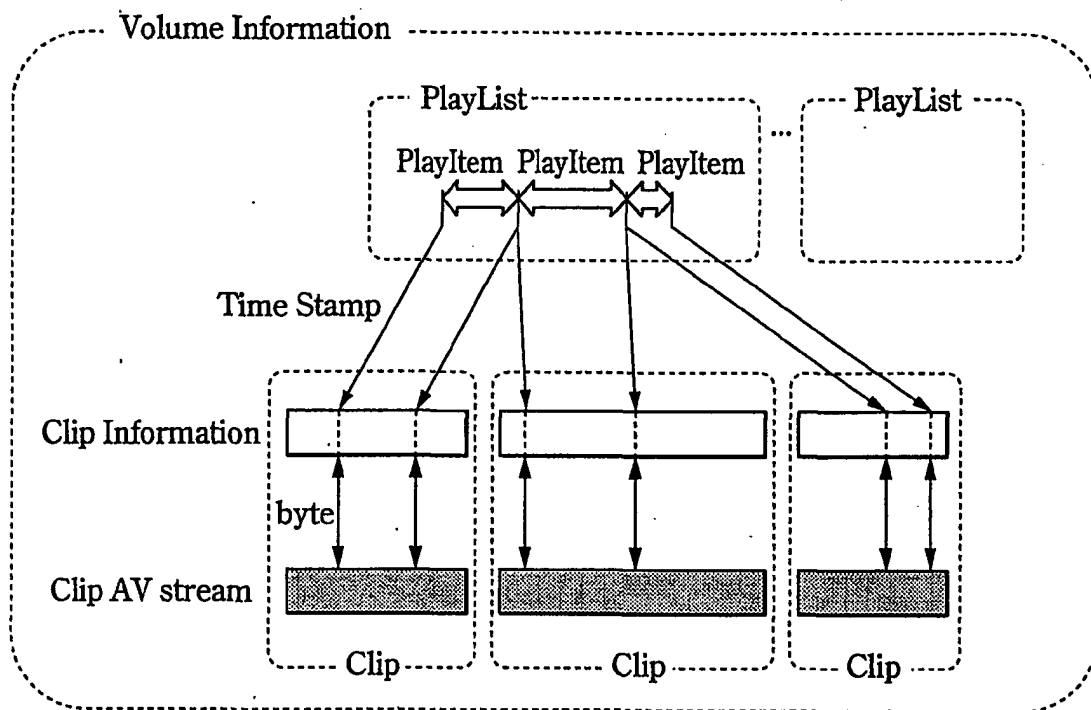 Volume Information
PlayList
PlayList
...
PlayItem PlayItem PlayItem
Time Stamp
Clip Information
byte
Clip AV stream
Clip
Clip
Clip